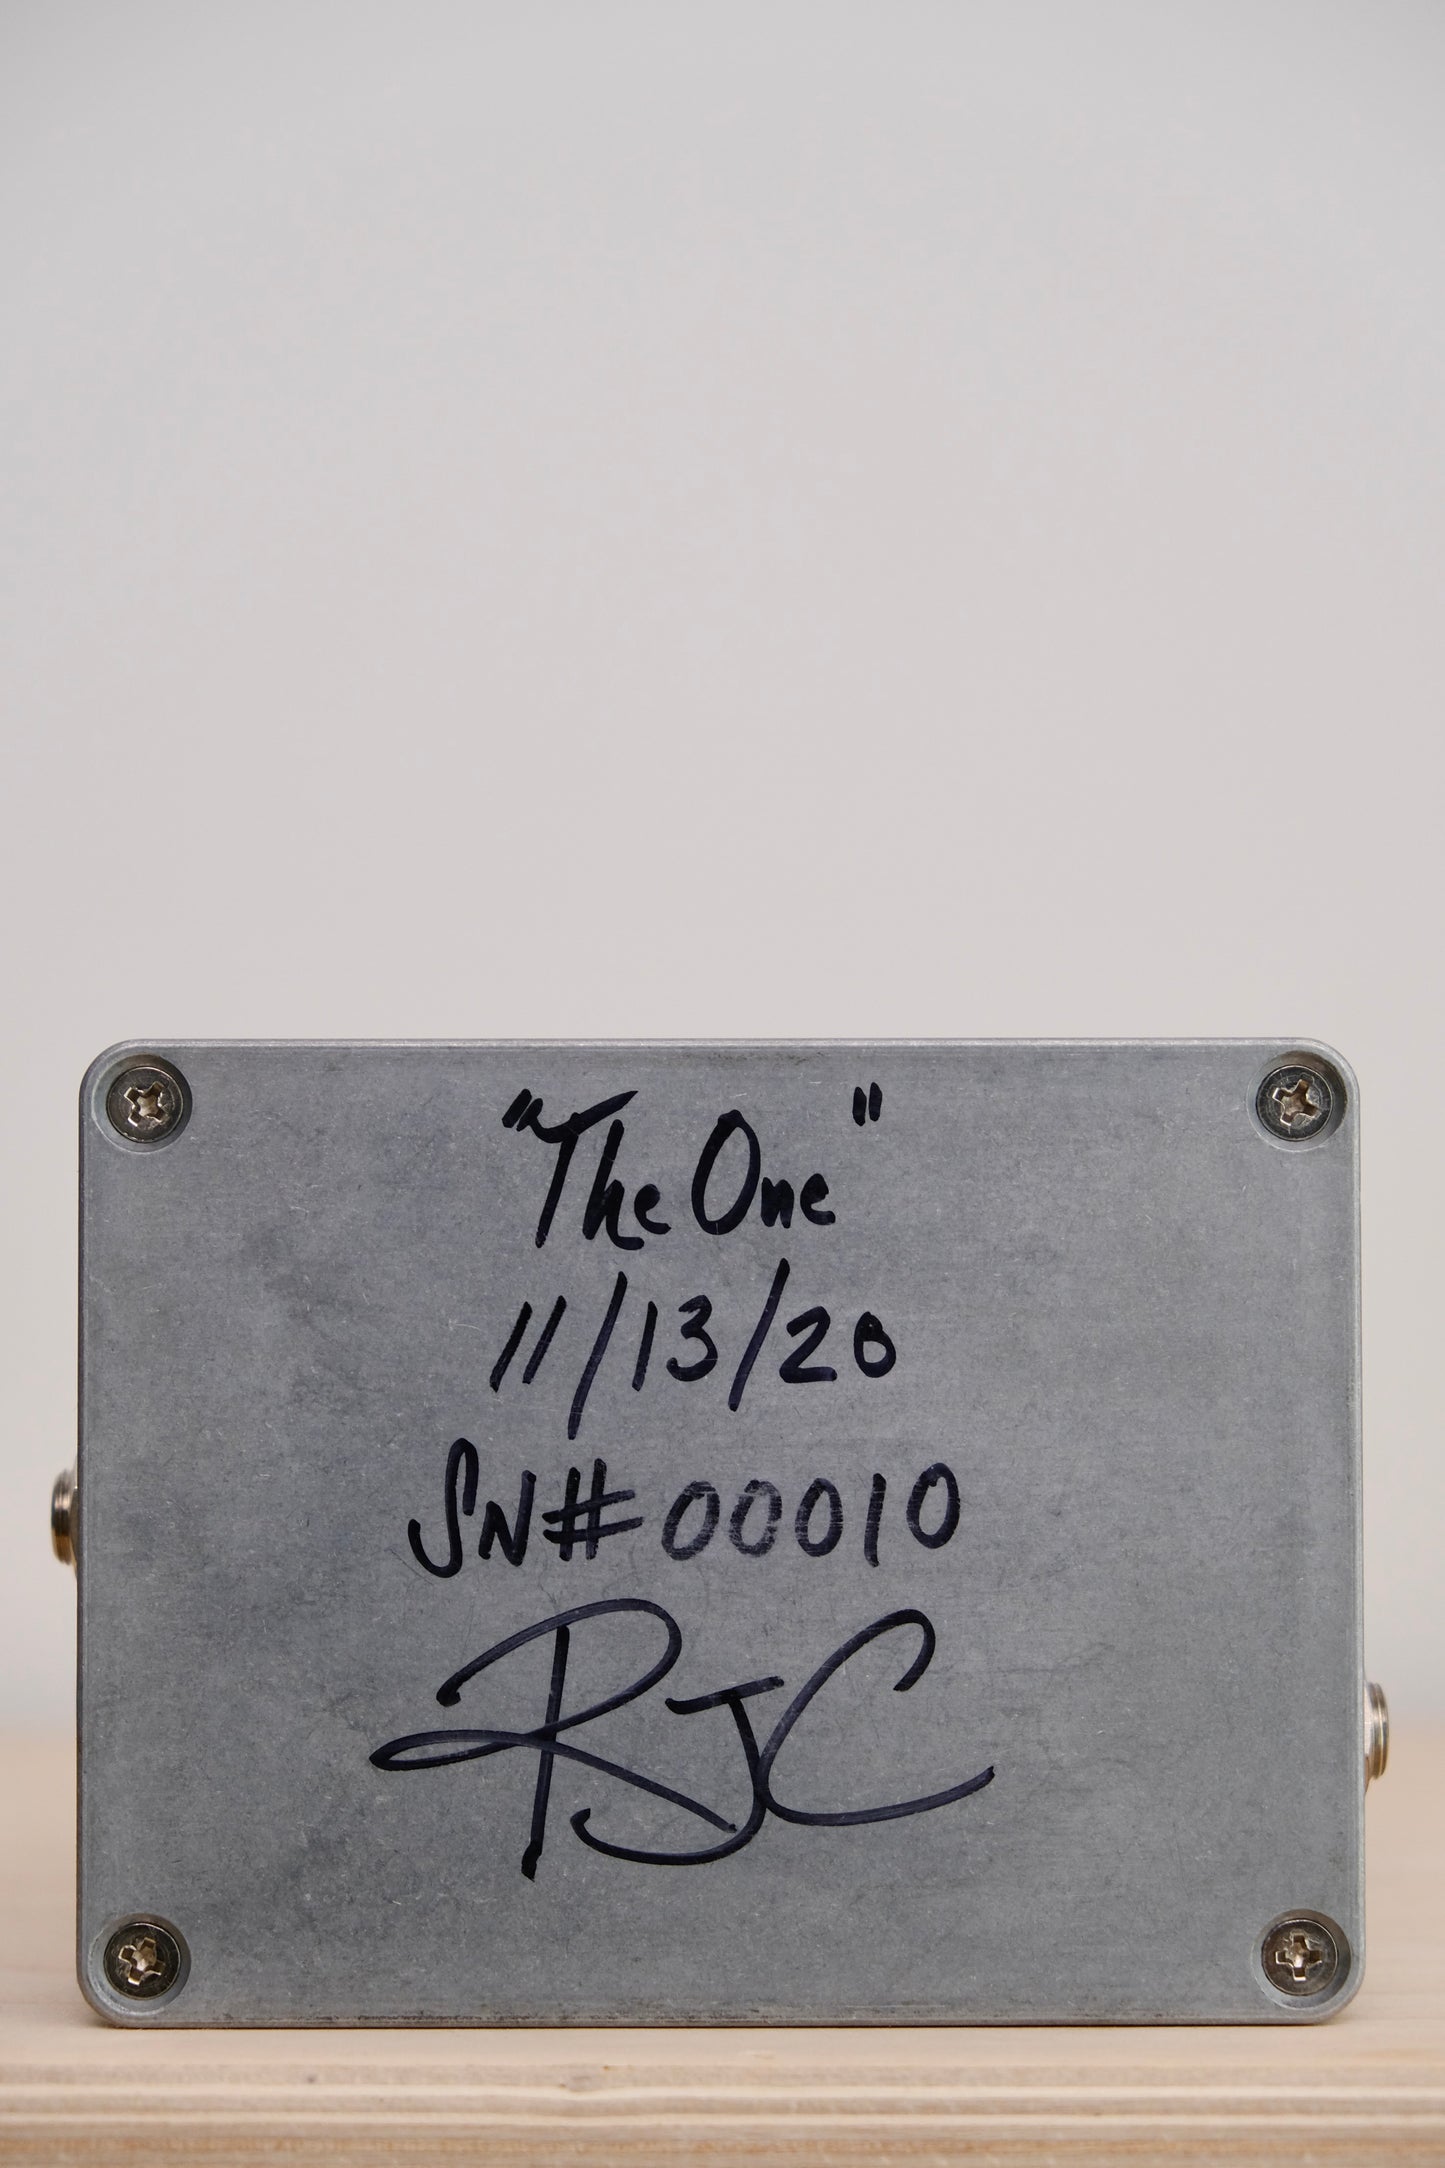 "The One"
11/13/20
SN# 00010
RJC